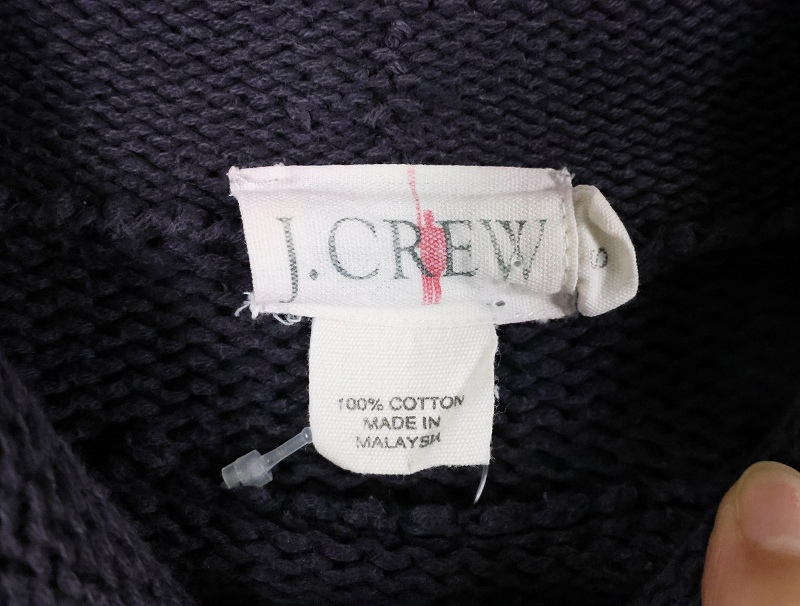 J.CREW
S
100% COTTON
MADE IN
MALAYSIA